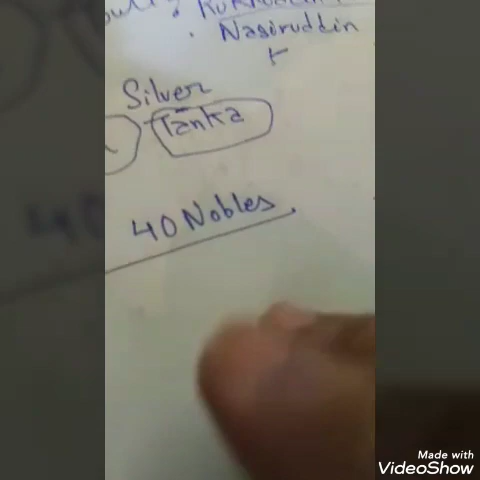 Nasiruddin
Silver
Tanka
40 Nobles.
Made with
VideoShow